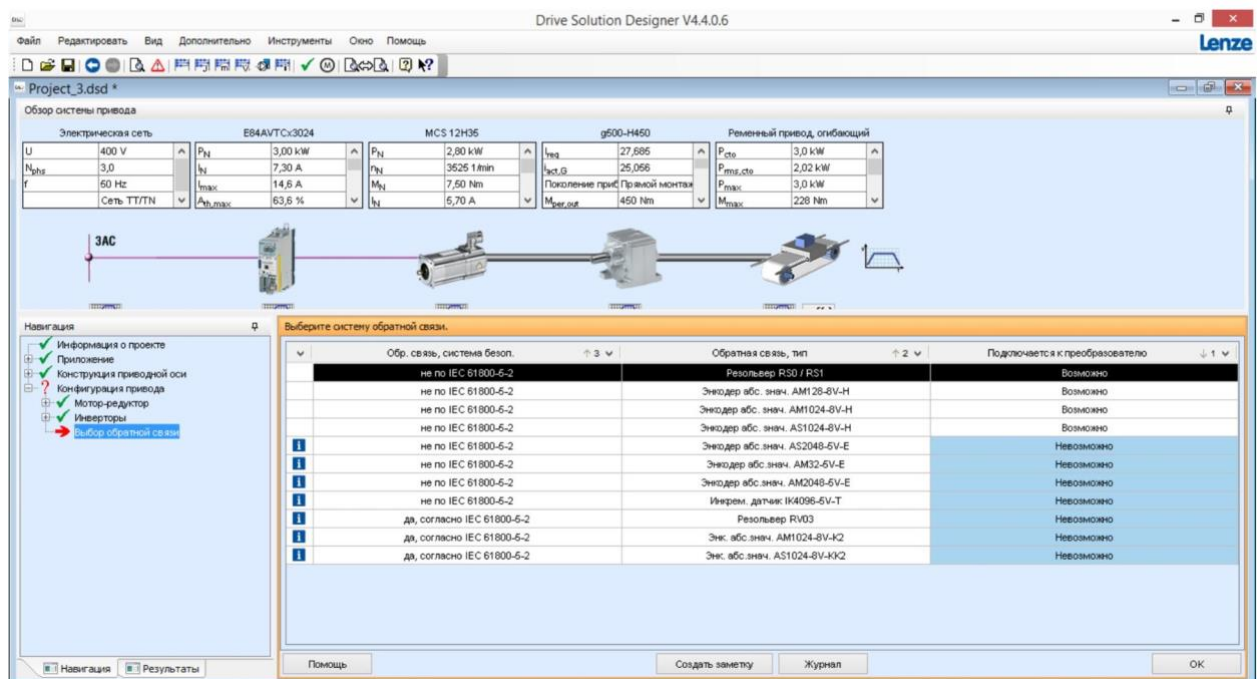 DSD
Drive Solution Designer V4.4.0.6
Файл Редактировать Вид Дополнительно Инструменты Окно Помощь
Lenze
Project_3.dsd *
Обзор системы привода
Электрическая сеть
U 400 V
Nphs 3,0
f 60 Hz
Сеть TT/TN
E84AVTCx3024
PN 3,00 kW
IN 7,30 A
Imax 14,6 A
Ath,max 63,6 %
MCS 12H35
PN 2,80 kW
nN 3525 1/min
MN 7,50 Nm
IN 5,70 A
g500-H450
ireq 27,685
iact,G 25,056
Поколение приб Прямой монтаж
Mper,out 450 Nm
Ременный привод, огибающий
Pcto 3,0 kW
Prms,cto 2,02 kW
Pmax 3,0 kW
Mmax 228 Nm
3AC
Навигация
Информация о проекте
Приложение
Конструкция приводной оси
Конфигурация привода
Мотор-редуктор
Инверторы
Выбор обратной связи
Навигация Результаты
Выберите систему обратной связи.
Обр. связь, система безоп. 3 Обратная связь, тип 2 Подключается к преобразователю 1
не по IEC 61800-5-2 Резольвер RS0 / RS1 Возможно
не по IEC 61800-5-2 Энкодер абс. знач. AM128-8V-H Возможно
не по IEC 61800-5-2 Энкодер абс. знач. AM1024-8V-H Возможно
не по IEC 61800-5-2 Энкодер абс. знач. AS1024-8V-H Возможно
не по IEC 61800-5-2 Энкодер абс.знач. AS2048-5V-E Невозможно
не по IEC 61800-5-2 Энкодер абс.знач. AM32-5V-E Невозможно
не по IEC 61800-5-2 Энкодер абс.знач. AM2048-5V-E Невозможно
не по IEC 61800-5-2 Инкрем. датчик IK4096-5V-T Невозможно
да, согласно IEC 61800-5-2 Резольвер RV03 Невозможно
да, согласно IEC 61800-5-2 Энк. абс.знач. AM1024-8V-K2 Невозможно
да, согласно IEC 61800-5-2 Энк. абс.знач. AS1024-8V-KK2 Невозможно
Помощь Создать заметку Журнал OK